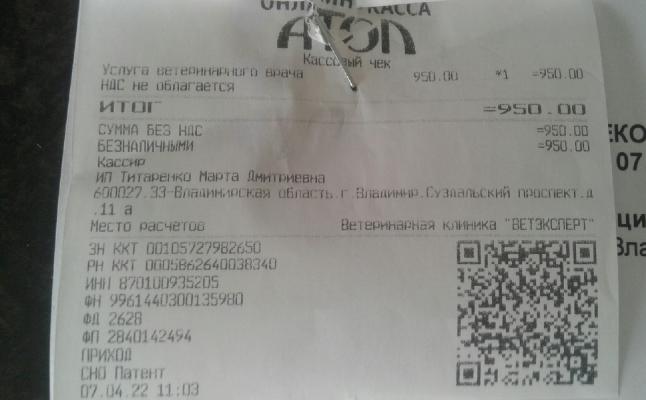 ОНЛАЙН КАССА
АТОЛ
Кассовый чек
Услуга ветеринарного врача 950.00 *1 =950.00
НДС не облагается
ИТОГ =950.00
СУММА БЕЗ НДС =950.00
БЕЗНАЛИЧНЫМИ =950.00
Кассир
ИП Титаренко Марта Дмитриевна
600027.33-Владимирская область.г.Владимир.Суздальский проспект.д
.11 а
Место расчетов Ветеринарная клиника "ВЕТЭКСПЕРТ"
ЗН ККТ 00105727982650
РН ККТ 0005862640038340
ИНН 870100935205
ФН 9961440300135980
ФД 2628
ФП 2840142494
ПРИХОД
СНО Патент
07.04.22 11:03
07